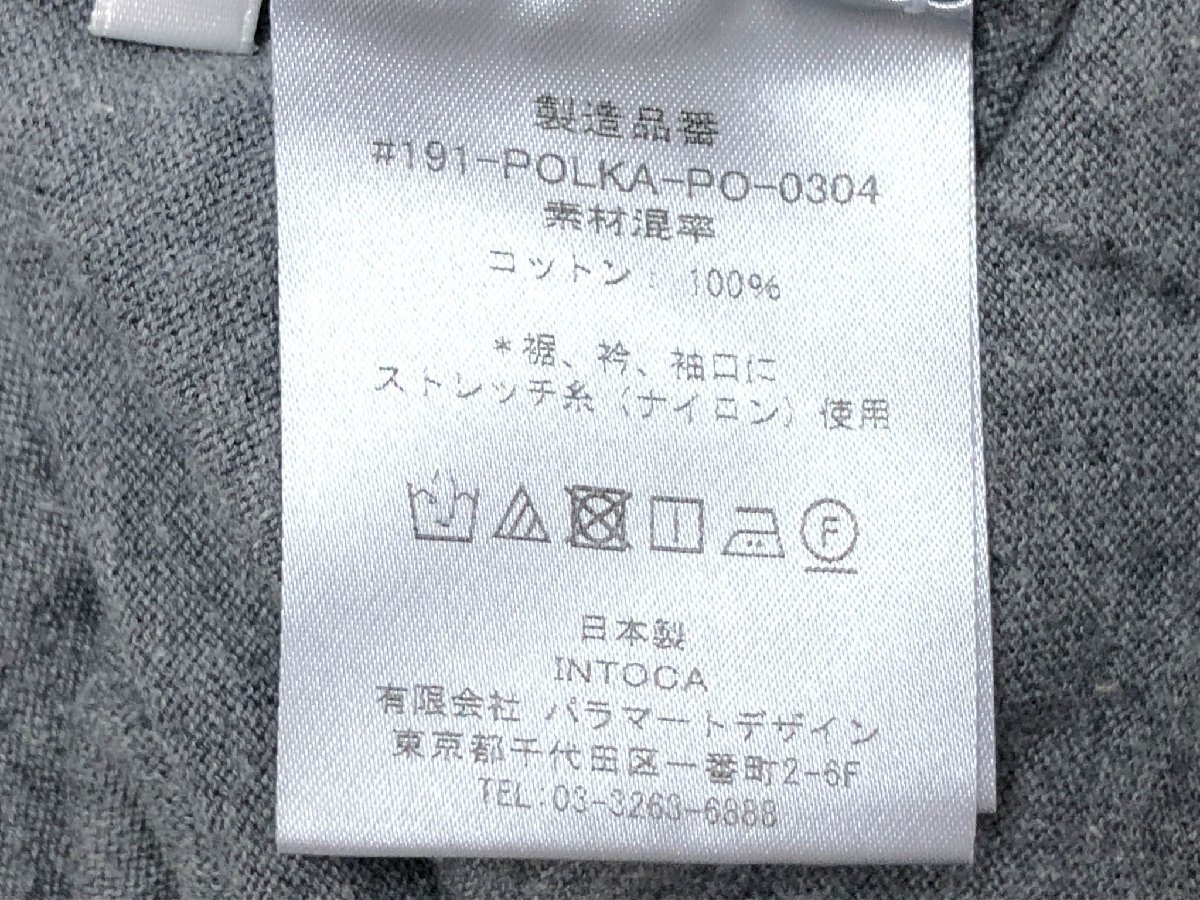 製造品番
#191-POLKA-PO-0304
素材混率
コットン： 100%
*裾、衿、袖口に
ストレッチ糸（ナイロン）使用
F
日本製
INTOCA
有限会社 パラマートデザイン
東京都千代田区一番町2-6F
TEL:03-3263-6888